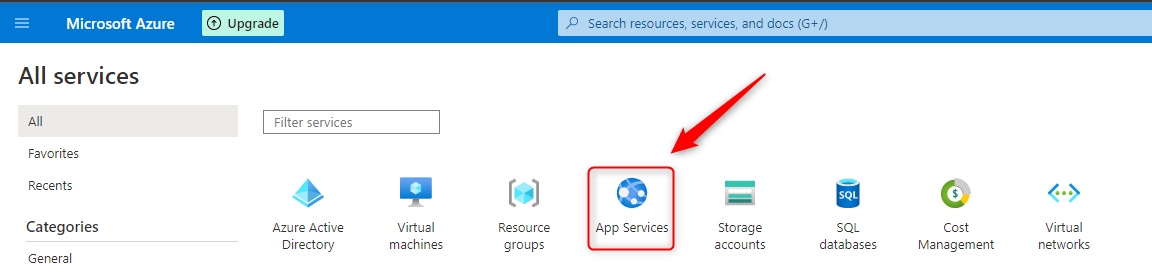 Microsoft Azure
Upgrade
Search resources, services, and docs (G+/)
All services
All
Filter services
Favorites
Recents
Categories
General
Azure Active
Directory
Virtual
machines
Resource
groups
App Services
Storage
accounts
SQL
SQL
databases
$
Cost
Management
Virtual
networks